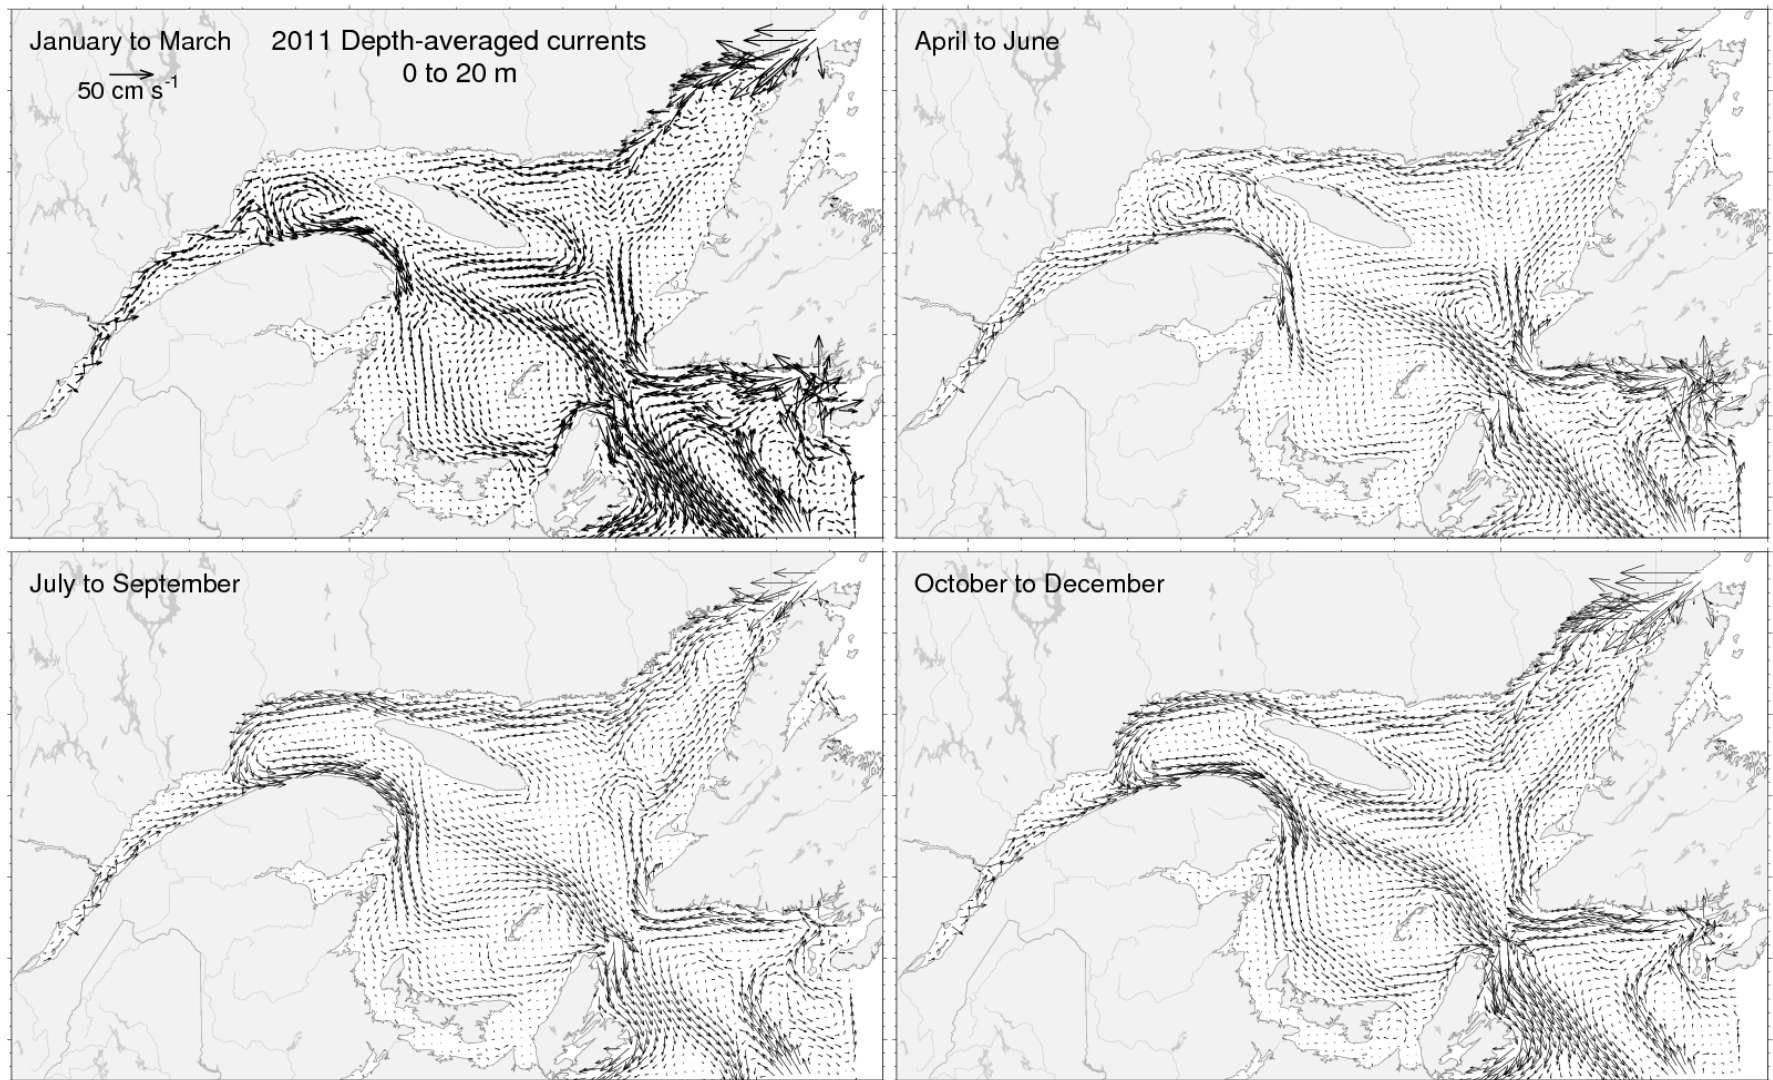 January to March
2011 Depth-averaged currents
0 to 20 m
50 cm s-1
April to June
July to September
October to December